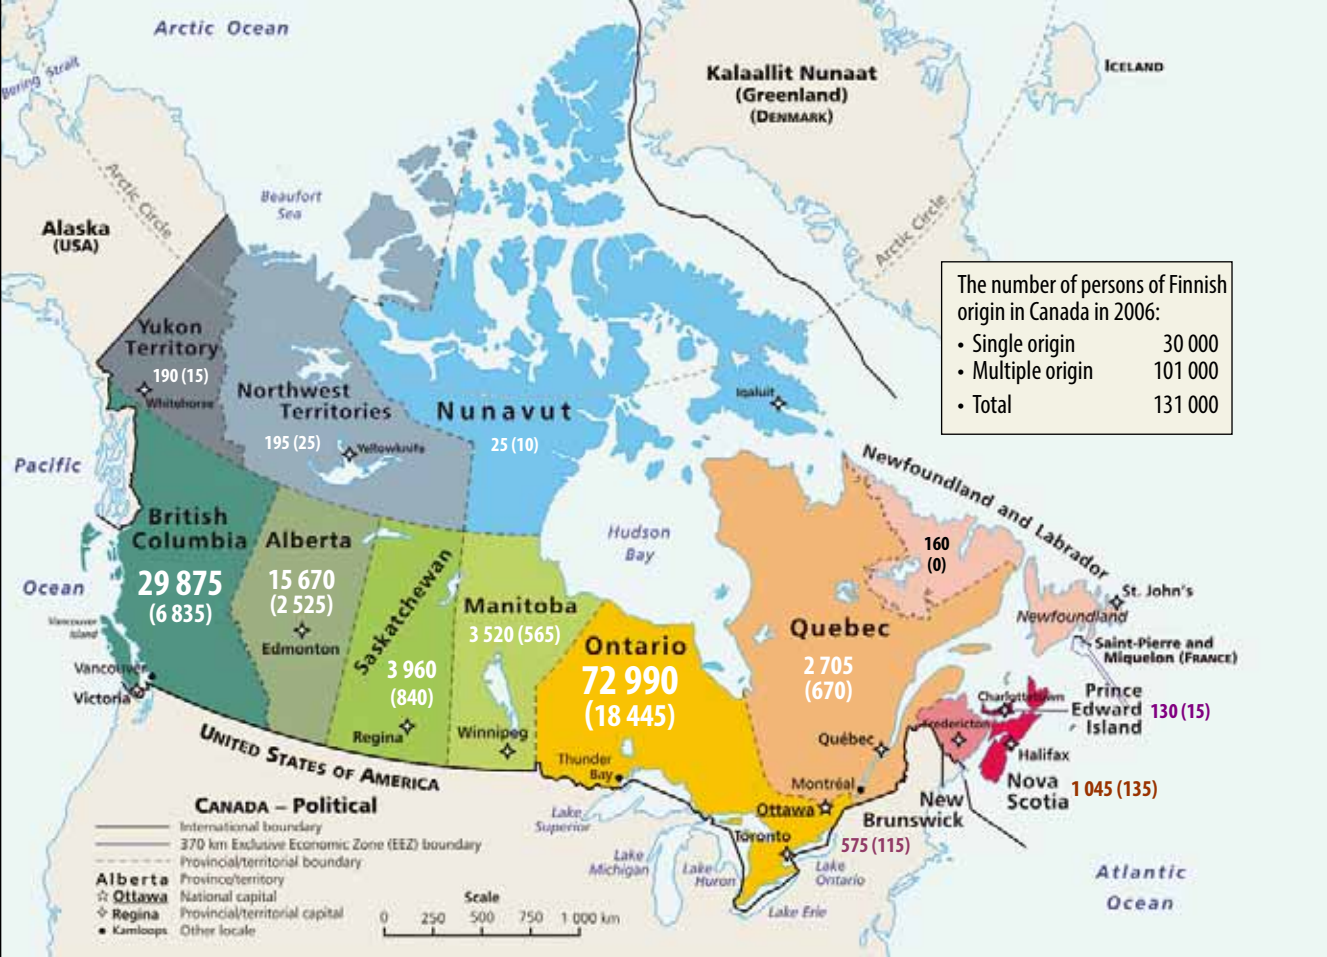 Arctic Ocean
Bering Strait
Kalaallit Nunaat
(Greenland)
(DENMARK)
ICELAND
Arctic Circle
Beaufort
Sea
Alaska
(USA)
Arctic Circle
The number of persons of Finnish
origin in Canada in 2006:
• Single origin 30 000
• Multiple origin 101 000
• Total 131 000
Yukon
Territory
190 (15)
Whitehorse
Northwest
Territories
195 (25)
Yellowknife
Nunavut
25 (10)
Iqaluit
Pacific
Ocean
Hudson
Bay
Newfoundland and Labrador
160
(0)
British
Columbia
29 875
(6 835)
Alberta
15 670
(2 525)
Edmonton
Saskatchewan
3 960
(840)
Regina
Manitoba
3 520 (565)
Winnipeg
Ontario
72 990
(18 445)
Thunder
Bay
Quebec
2 705
(670)
Québec
Montréal
Ottawa
Toronto
St. John's
Newfoundland
Saint-Pierre and
Miquelon (FRANCE)
Vancouver
Island
Vancouver
Victoria
Charlottetown
Prince
Edward
Island
130 (15)
Fredericton
Halifax
Nova
Scotia
1 045 (135)
New
Brunswick
575 (115)
UNITED STATES OF AMERICA
Lake
Superior
Lake
Michigan
Lake
Huron
Lake
Ontario
Lake Erie
Atlantic
Ocean
CANADA – Political
International boundary
370 km Exclusive Economic Zone (EEZ) boundary
Provincial/territorial boundary
Alberta Province/territory
Ottawa National capital
Regina Provincial/territorial capital
Kamloops Other locale
Scale
0 250 500 750 1 000 km